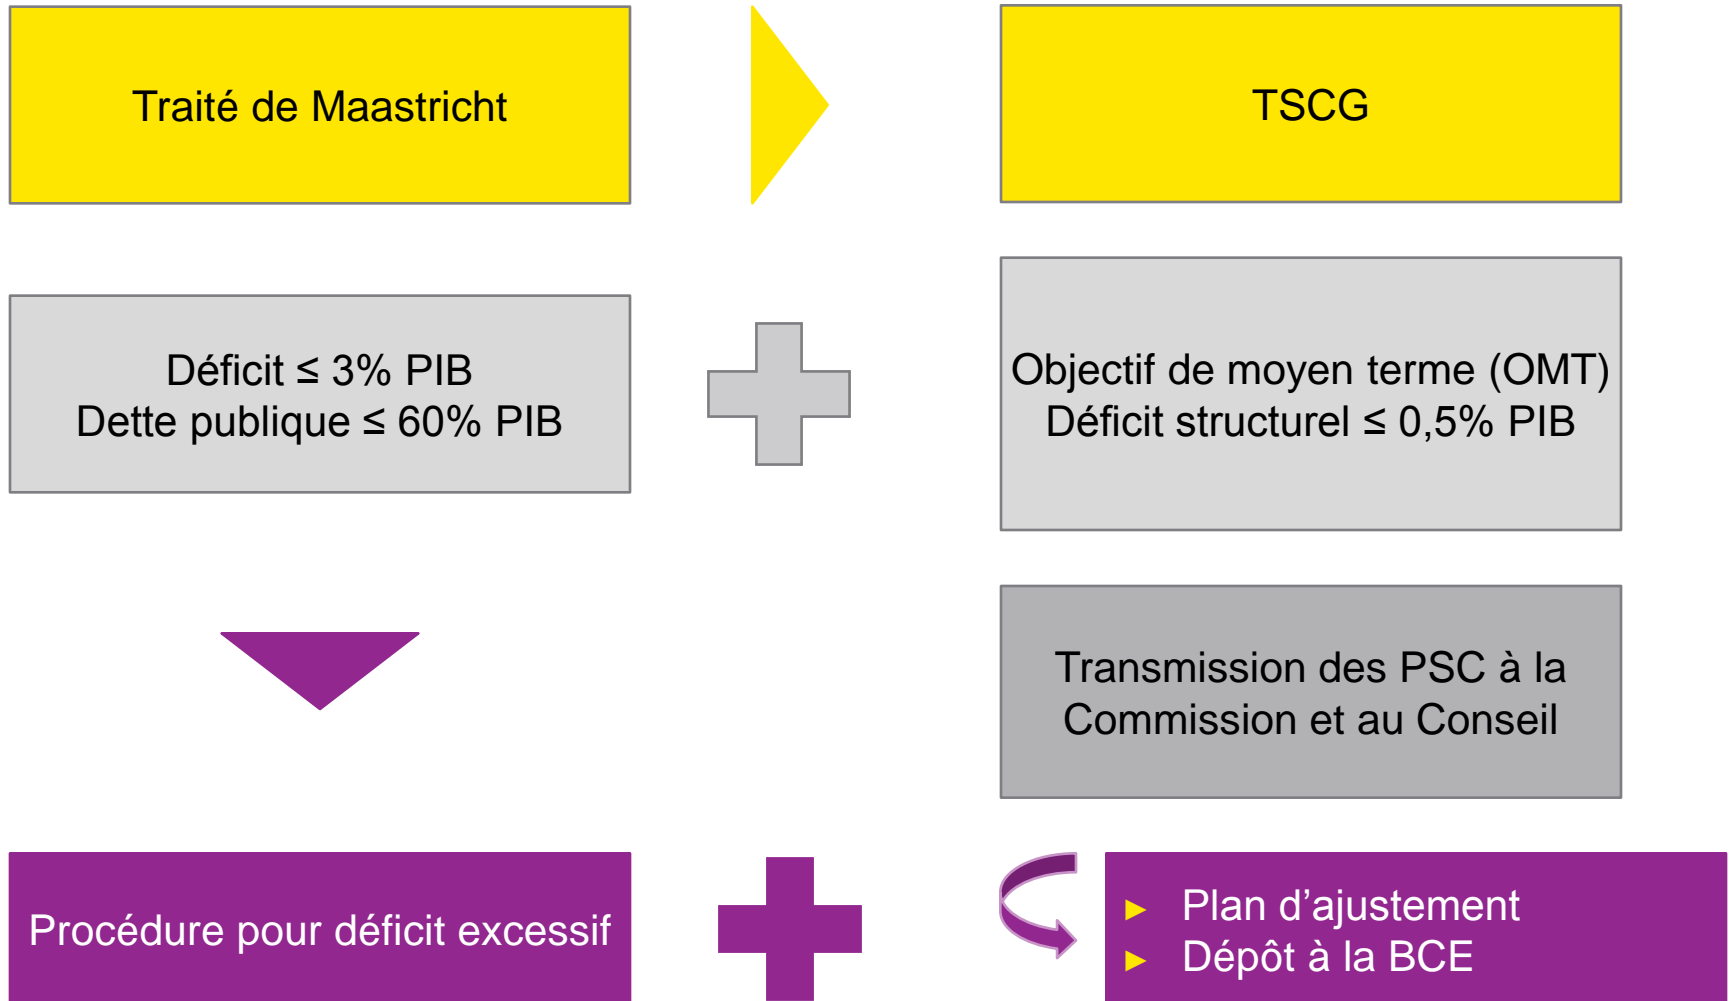 Traité de Maastricht
TSCG
Déficit ≤ 3% PIB
Dette publique ≤ 60% PIB
Objectif de moyen terme (OMT)
Déficit structurel ≤ 0,5% PIB
Transmission des PSC à la
Commission et au Conseil
Procédure pour déficit excessif
► Plan d’ajustement
► Dépôt à la BCE